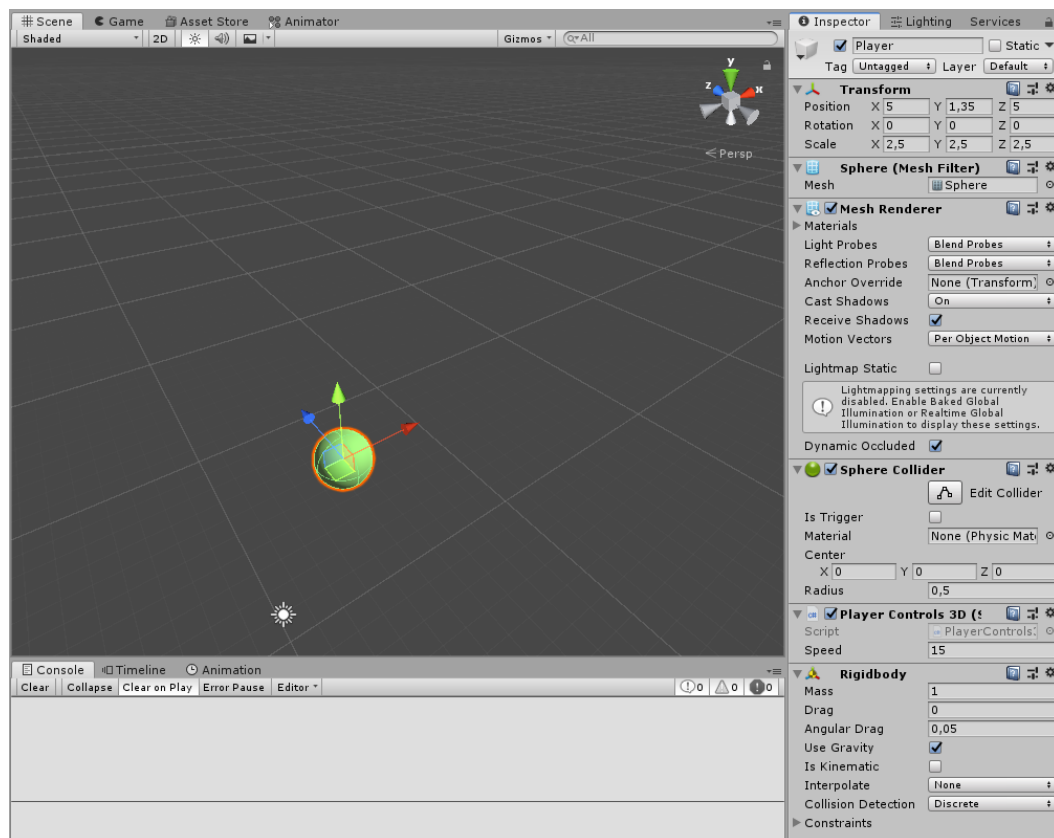 Scene Game Asset Store Animator
Shaded 2D Gizmos All
y
z x
Persp
Console Timeline Animation
Clear Collapse Clear on Play Error Pause Editor 0 0 0
Inspector Lighting Services
Player Static
Tag Untagged Layer Default
Transform
Position X 5 Y 1,35 Z 5
Rotation X 0 Y 0 Z 0
Scale X 2,5 Y 2,5 Z 2,5
Sphere (Mesh Filter)
Mesh Sphere
Mesh Renderer
Materials
Light Probes Blend Probes
Reflection Probes Blend Probes
Anchor Override None (Transform)
Cast Shadows On
Receive Shadows
Motion Vectors Per Object Motion
Lightmap Static
Lightmapping settings are currently
disabled. Enable Baked Global
Illumination or Realtime Global
Illumination to display these settings.
Dynamic Occluded
Sphere Collider
Edit Collider
Is Trigger
Material None (Physic Mat
Center
X 0 Y 0 Z 0
Radius 0,5
Player Controls 3D (S
Script PlayerControls
Speed 15
Rigidbody
Mass 1
Drag 0
Angular Drag 0,05
Use Gravity
Is Kinematic
Interpolate None
Collision Detection Discrete
Constraints